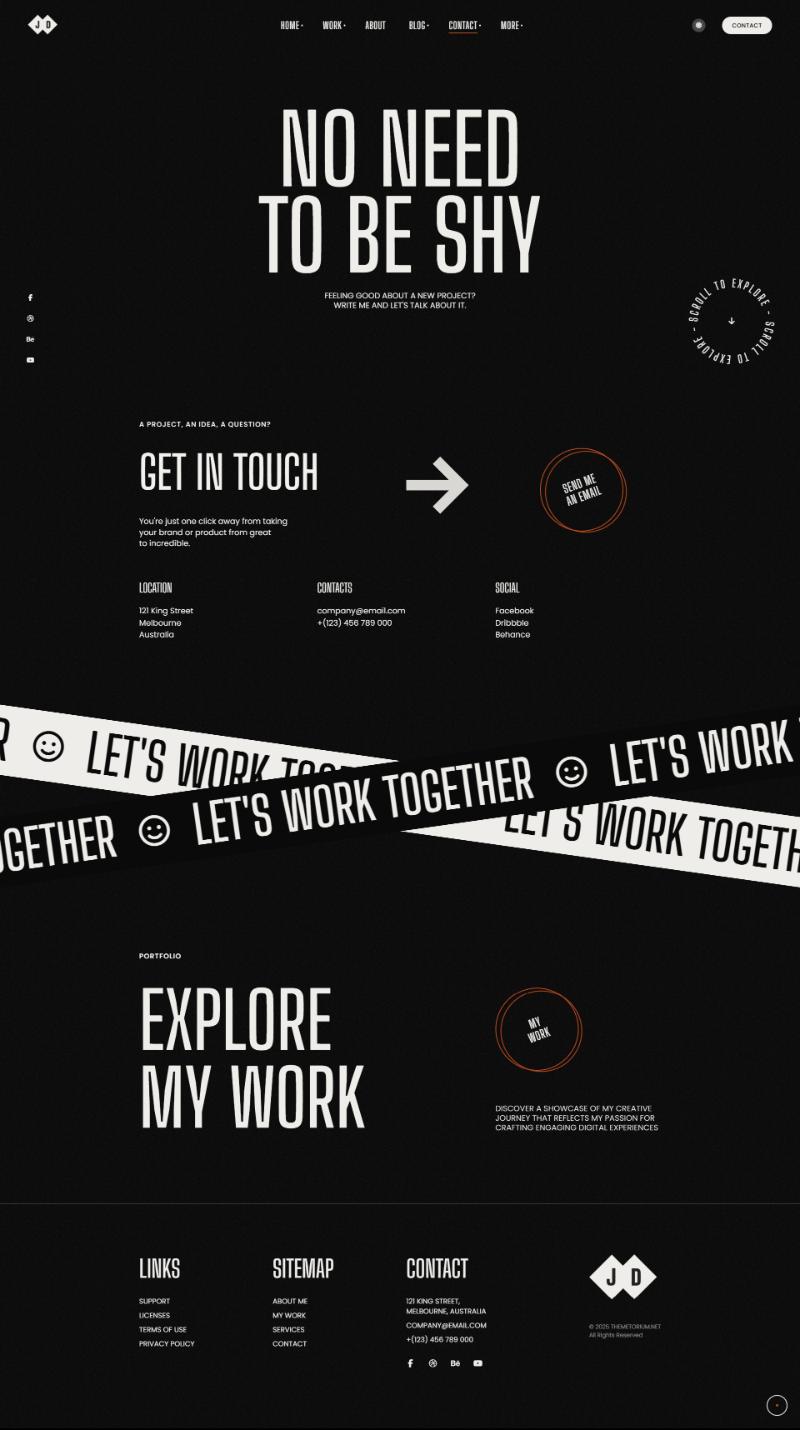 J D
HOME
WORK
ABOUT
BLOG
CONTACT
MORE
CONTACT
NO NEED
TO BE SHY
FEELING GOOD ABOUT A NEW PROJECT?
WRITE ME AND LET'S TALK ABOUT IT.
Bē
SCROLL TO EXPLORE - SCROLL TO EXPLORE -
A PROJECT, AN IDEA, A QUESTION?
GET IN TOUCH
SEND ME
AN EMAIL
You're just one click away from taking
your brand or product from great
to incredible.
LOCATION
121 King Street
Melbourne
Australia
CONTACTS
company@email.com
+(123) 456 789 000
SOCIAL
Facebook
Dribbble
Behance
R LET'S WORK TOGETHER LET'S WORK TOGETH
OGETHER LET'S WORK TOGETHER LET'S WORK
PORTFOLIO
EXPLORE
MY WORK
MY
WORK
DISCOVER A SHOWCASE OF MY CREATIVE
JOURNEY THAT REFLECTS MY PASSION FOR
CRAFTING ENGAGING DIGITAL EXPERIENCES
LINKS
SUPPORT
LICENSES
TERMS OF USE
PRIVACY POLICY
SITEMAP
ABOUT ME
MY WORK
SERVICES
CONTACT
CONTACT
121 KING STREET,
MELBOURNE, AUSTRALIA
COMPANY@EMAIL.COM
+(123) 456 789 000
Bē
J D
© 2025 THEMETORIUM.NET
All Rights Reserved